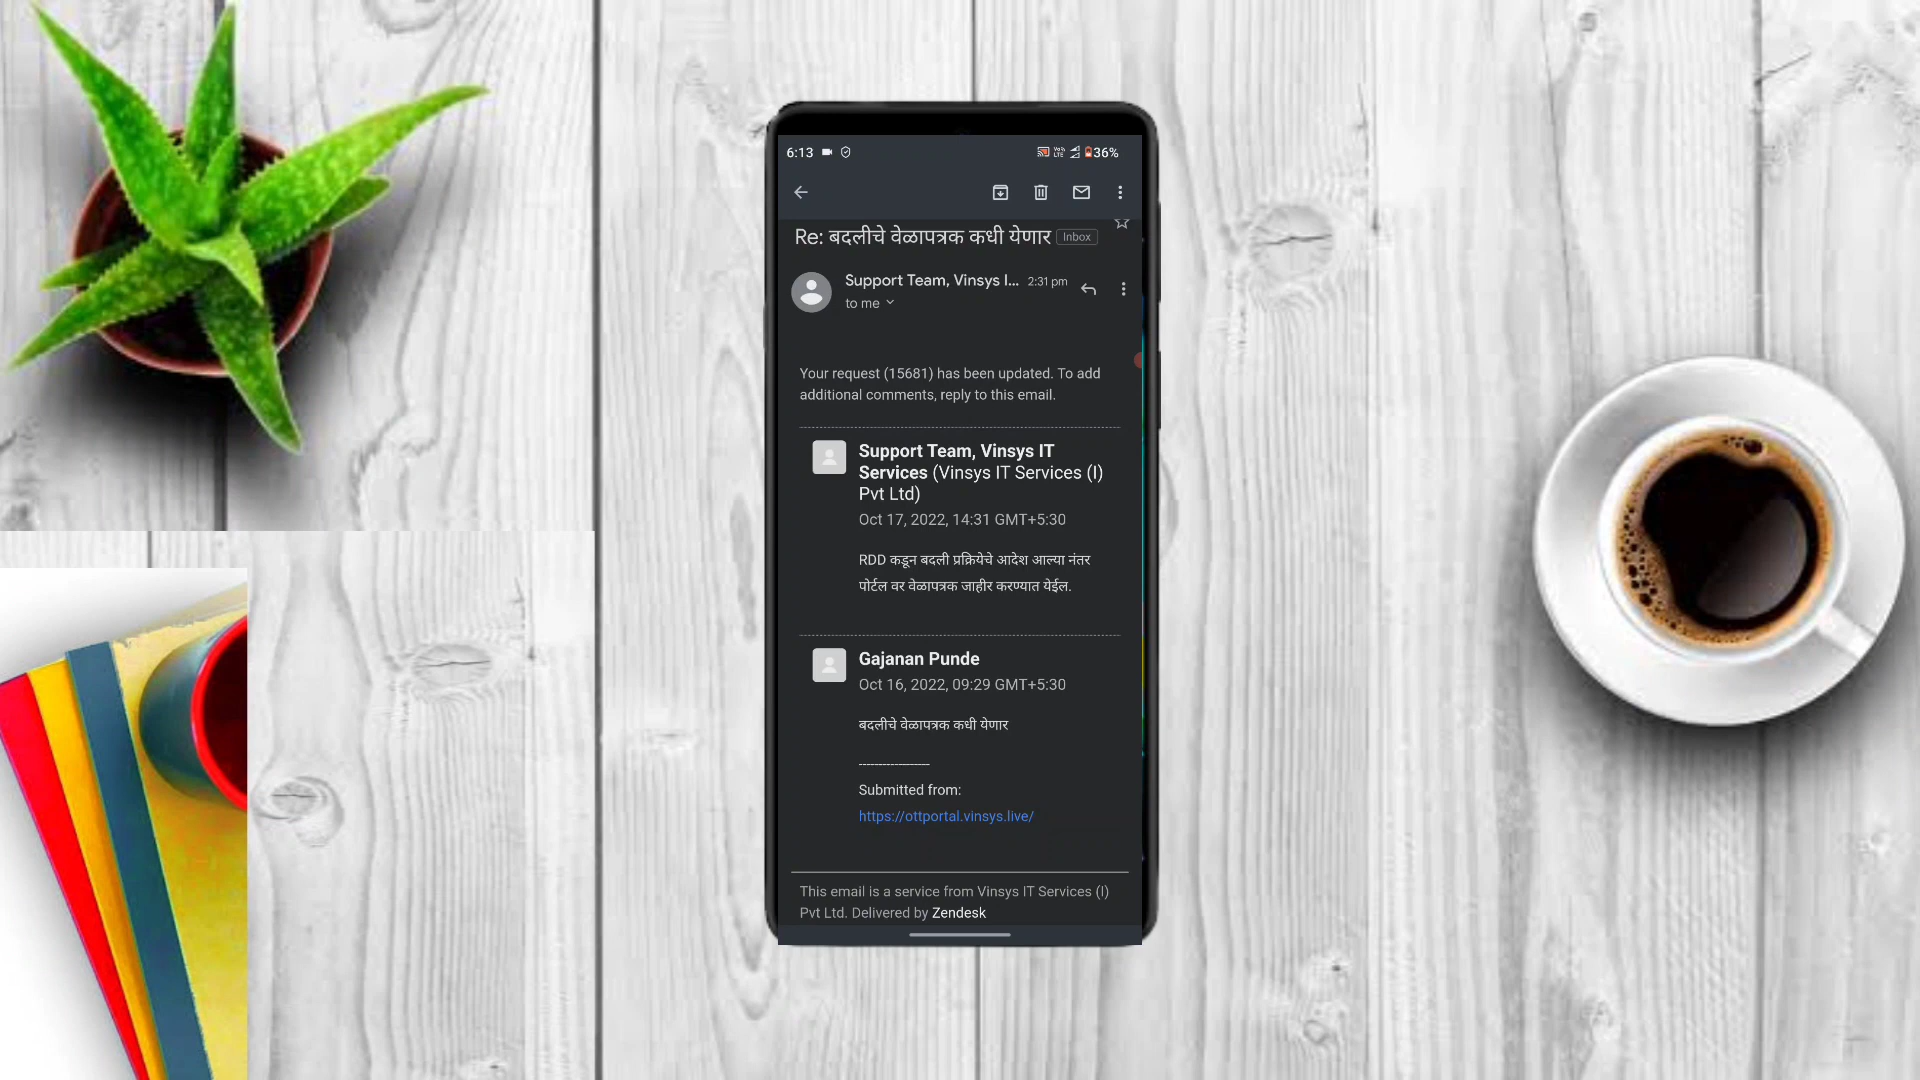 6:13
36%
Re: बदलीचे वेळापत्रक कधी येणार Inbox
Support Team, Vinsys I... 2:31 pm
to me
Your request (15681) has been updated. To add
additional comments, reply to this email.
Support Team, Vinsys IT
Services (Vinsys IT Services (I)
Pvt Ltd)
Oct 17, 2022, 14:31 GMT+5:30
RDD कडून बदली प्रक्रियेचे आदेश आल्या नंतर
पोर्टल वर वेळापत्रक जाहीर करण्यात येईल.
Gajanan Punde
Oct 16, 2022, 09:29 GMT+5:30
बदलीचे वेळापत्रक कधी येणार
------------------
Submitted from:
https://ottportal.vinsys.live/
This email is a service from Vinsys IT Services (I)
Pvt Ltd. Delivered by Zendesk